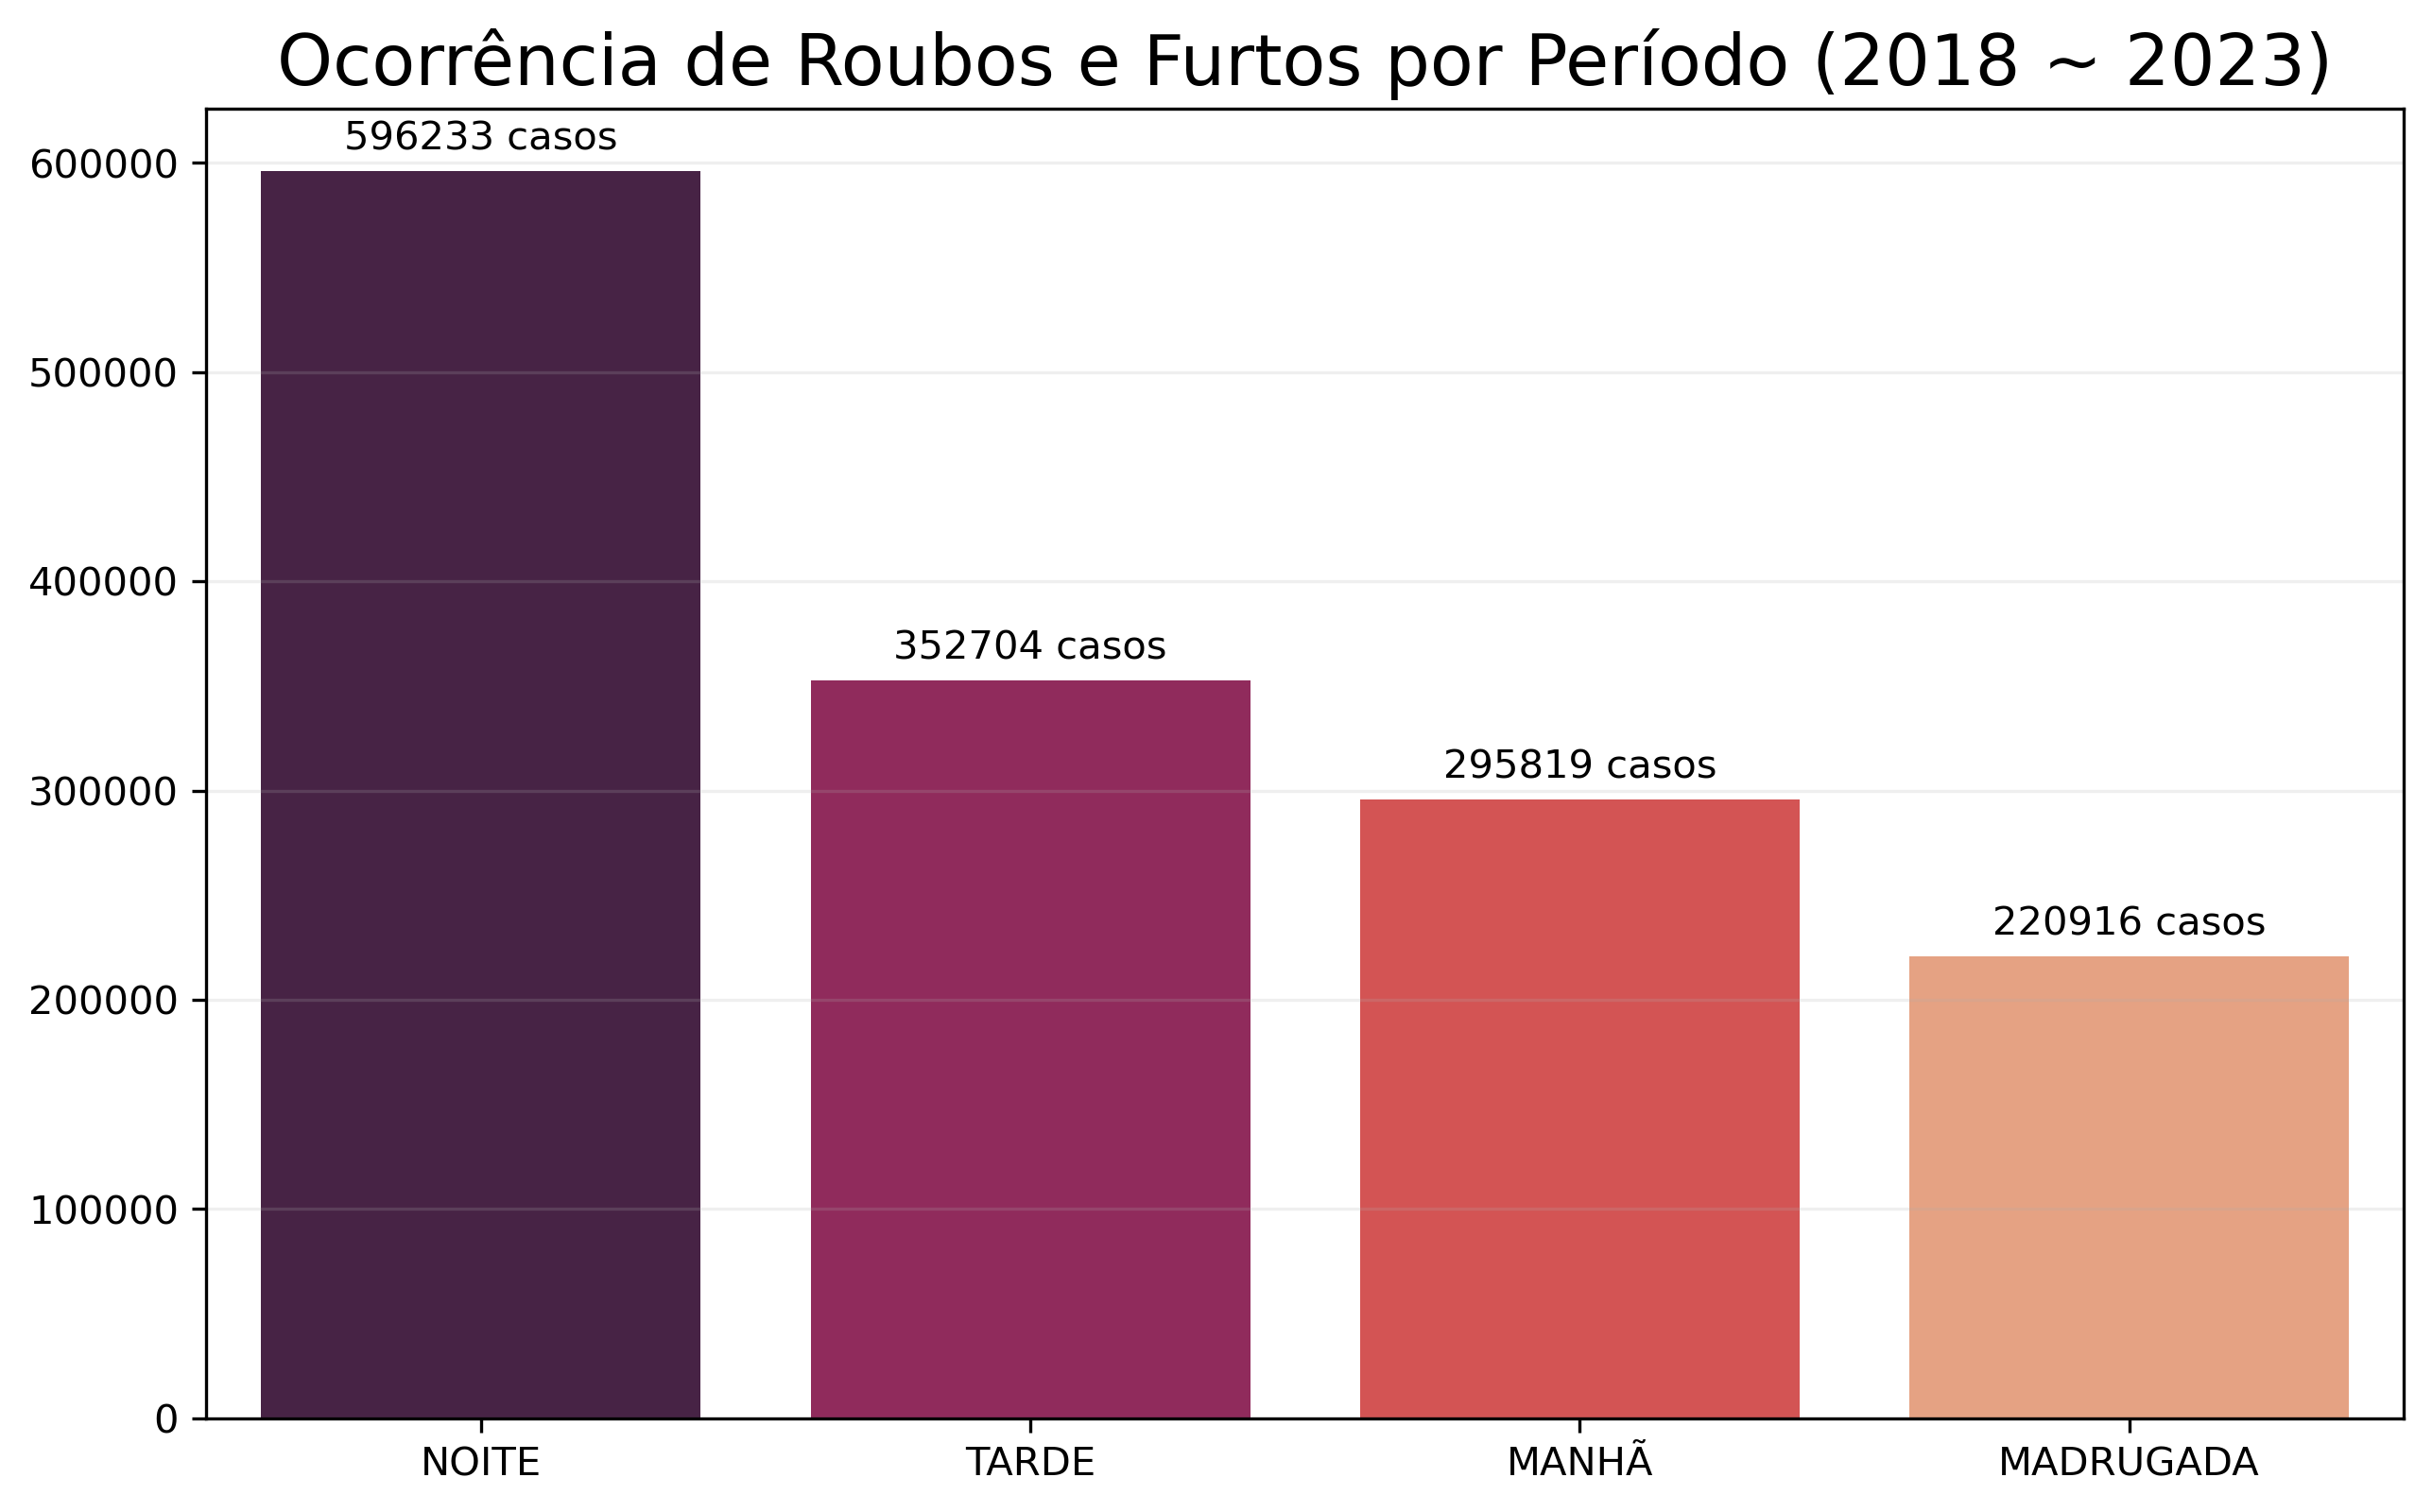 Ocorrência de Roubos e Furtos por Período (2018 ~ 2023)
596233 casos
600000
500000
400000
352704 casos
295819 casos
300000
220916 casos
200000
100000
0
NOITE TARDE MANHÃ MADRUGADA